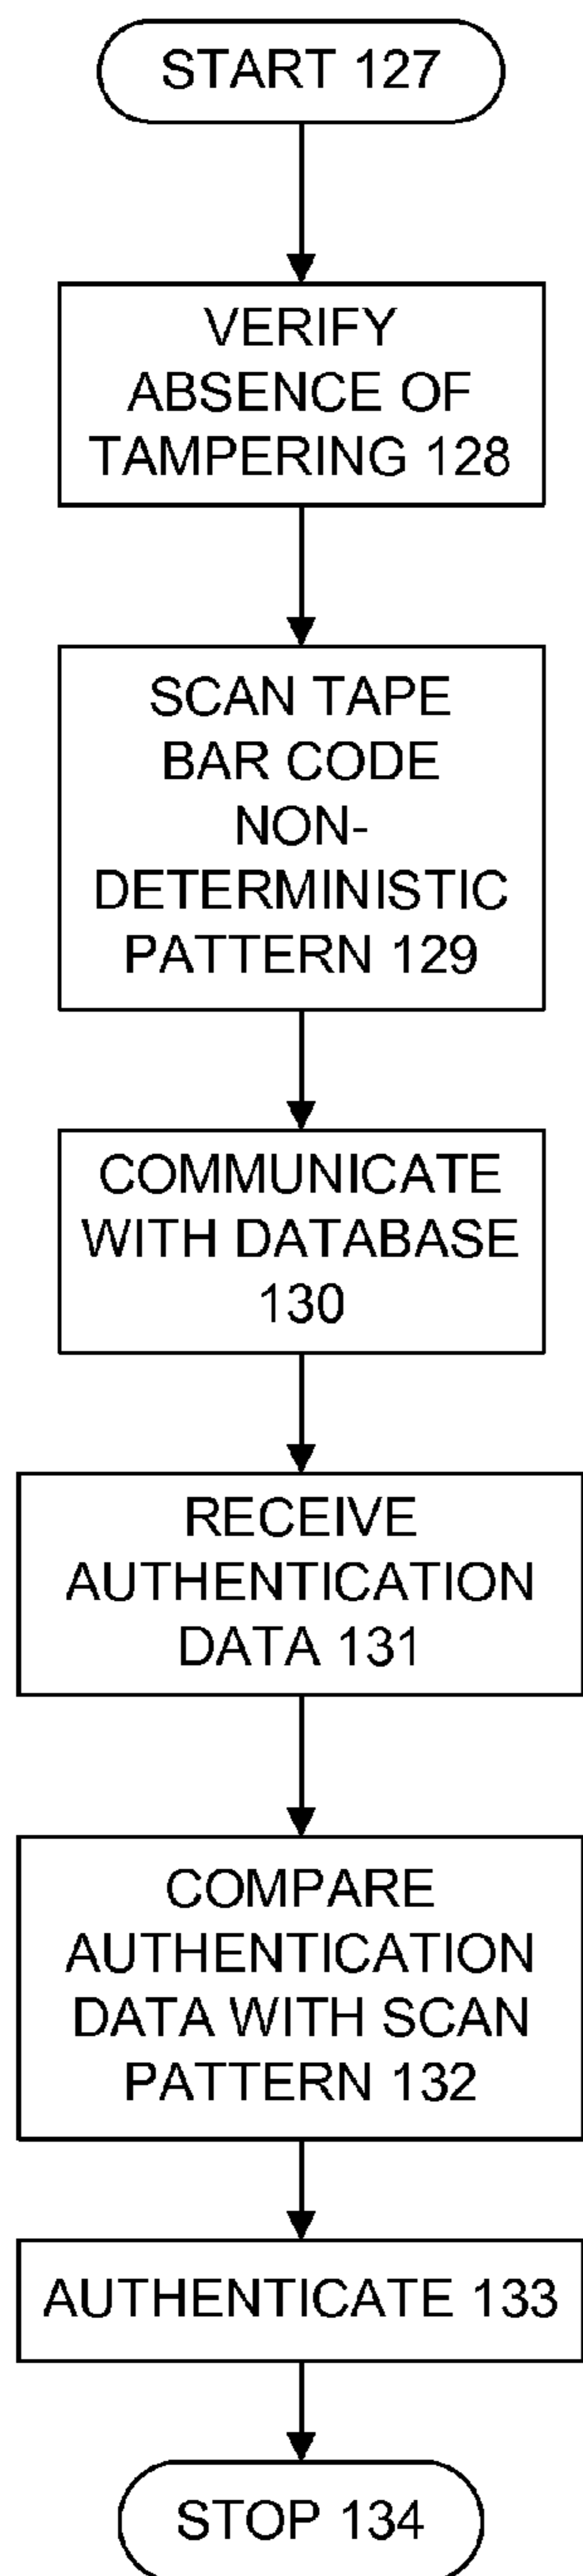 START 127
VERIFY
ABSENCE OF
TAMPERING 128
SCAN TAPE
BAR CODE
NON-
DETERMINISTIC
PATTERN 129
COMMUNICATE
WITH DATABASE
130
RECEIVE
AUTHENTICATION
DATA 131
COMPARE
AUTHENTICATION
DATA WITH SCAN
PATTERN 132
AUTHENTICATE 133
STOP 134